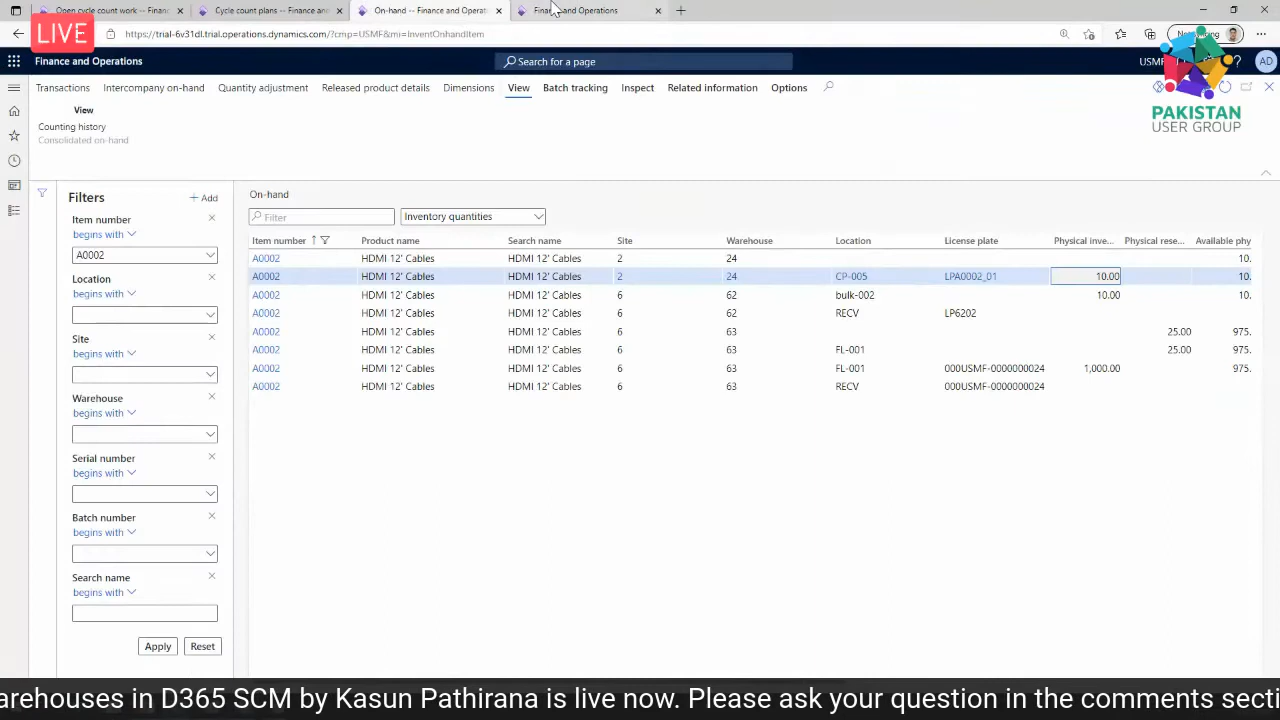 Open cycle count work -- Finance
Cycle count plans -- Finance and
On-hand -- Finance and Operat
Finance and Operations
LIVE
https://trial-6v31dl.trial.operations.dynamics.com/?cmp=USMF&mi=InventOnhandItem
Finance and Operations
Search for a page
USMF
?
AD
Transactions
Intercompany on-hand
Quantity adjustment
Released product details
Dimensions
View
Batch tracking
Inspect
Related information
Options
View
Counting history
Consolidated on-hand
PAKISTAN
USER GROUP
Filters
+ Add
Item number
begins with
A0002
Location
begins with
Site
begins with
Warehouse
begins with
Serial number
begins with
Batch number
begins with
Search name
begins with
Apply
Reset
On-hand
Filter
Inventory quantities
Item number Product name Search name Site Warehouse Location License plate Physical inve... Physical rese... Available phy
A0002 HDMI 12' Cables HDMI 12' Cables 2 24 10.
A0002 HDMI 12' Cables HDMI 12' Cables 2 24 CP-005 LPA0002_01 10.00 10.
A0002 HDMI 12' Cables HDMI 12' Cables 6 62 bulk-002 10.00 10.
A0002 HDMI 12' Cables HDMI 12' Cables 6 62 RECV LP6202
A0002 HDMI 12' Cables HDMI 12' Cables 6 63 25.00 975.
A0002 HDMI 12' Cables HDMI 12' Cables 6 63 FL-001 25.00 975.
A0002 HDMI 12' Cables HDMI 12' Cables 6 63 FL-001 000USMF-0000000024 1,000.00 975.
A0002 HDMI 12' Cables HDMI 12' Cables 6 63 RECV 000USMF-0000000024
arehouses in D365 SCM by Kasun Pathirana is live now. Please ask your question in the comments secti